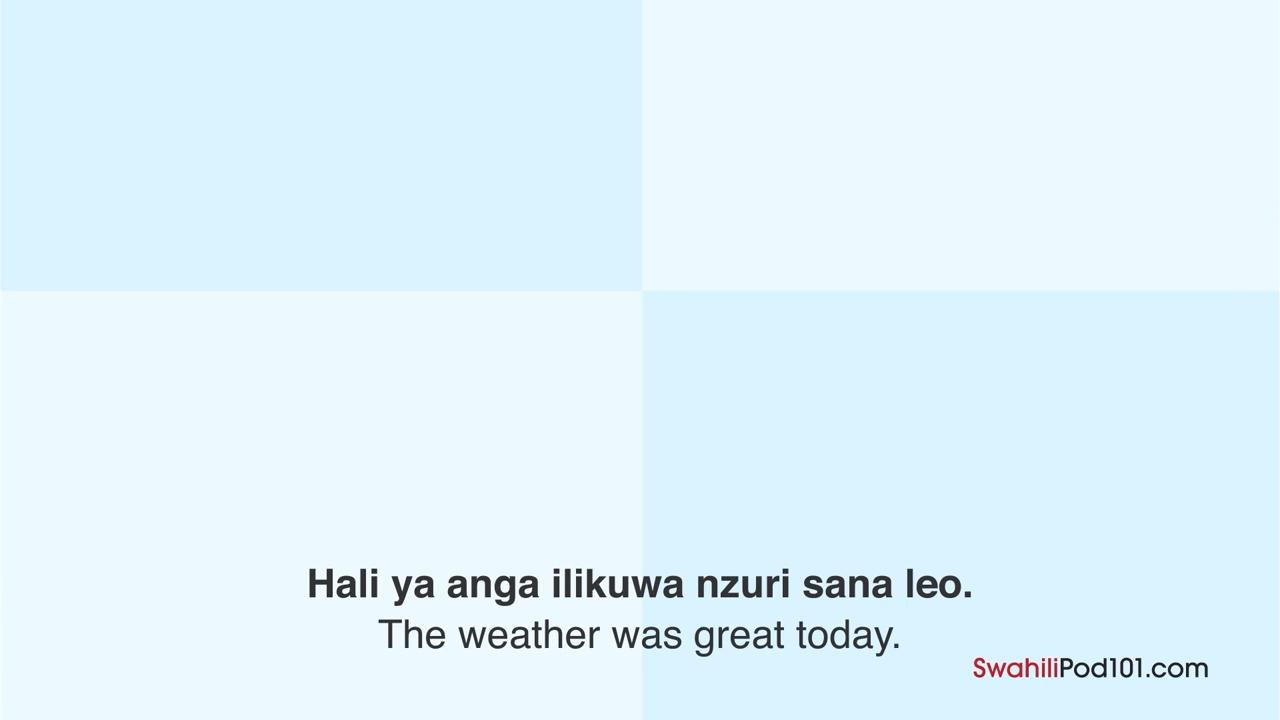 Hali ya anga ilikuwa nzuri sana leo.
The weather was great today.
SwahiliPod101.com